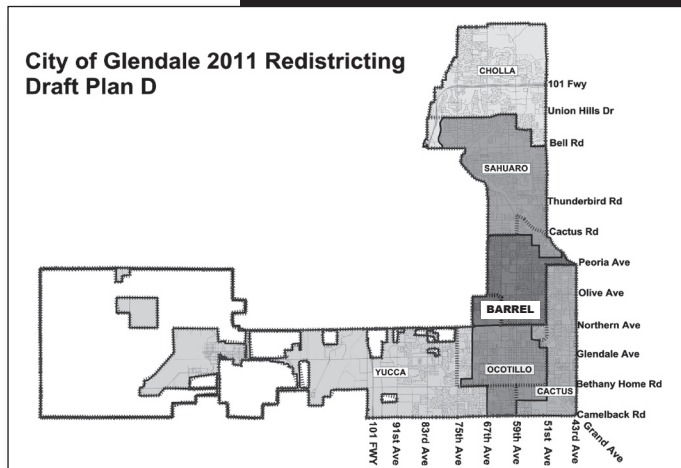 City of Glendale 2011 Redistricting
Draft Plan D
CHOLLA
101 Fwy
Union Hills Dr
Bell Rd
SAHUARO
Thunderbird Rd
Cactus Rd
Peoria Ave
Olive Ave
BARREL
Northern Ave
Glendale Ave
YUCCA
OCOTILLO
Bethany Home Rd
CACTUS
Camelback Rd
101 FWY
91st Ave
83rd Ave
75th Ave
67th Ave
59th Ave
51st Ave
43rd Ave
Grand Ave